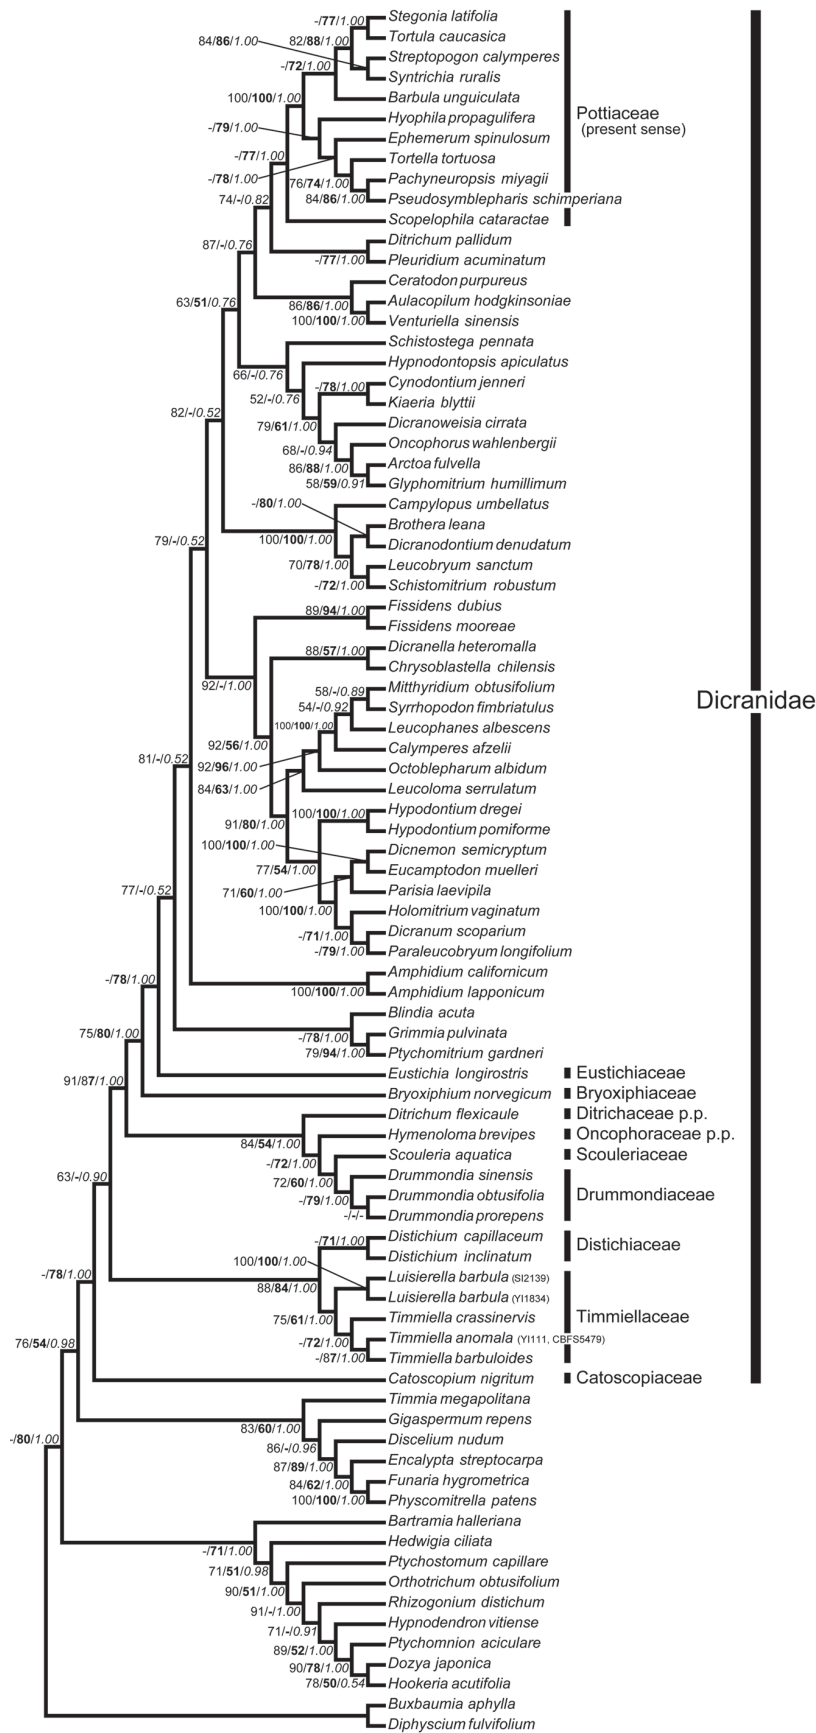 -/77/1.00 Stegonia latifolia
Tortula caucasica
84/86/1.00 82/88/1.00 Streptopogon calymperes
Syntrichia ruralis
-/72/1.00
Barbula unguiculata
100/100/1.00
Hyophila propagulifera
Pottiaceae
(present sense)
-/79/1.00
Ephemerum spinulosum
-/77/1.00 Tortella tortuosa
-/78/1.00 76/74/1.00 Pachyneuropsis miyagii
74/-/0.82 84/86/1.00 Pseudosymblepharis schimperiana
Scopelophila cataractae
87/-/0.76 Ditrichum pallidum
-/77/1.00 Pleuridium acuminatum
Ceratodon purpureus
63/51/0.76 86/86/1.00 Aulacopilum hodgkinsoniae
100/100/1.00 Venturiella sinensis
Schistostega pennata
66/-/0.76 Hypnodontopsis apiculatus
-/78/1.00 Cynodontium jenneri
52/-/0.76 Kiaeria blyttii
82/-/0.52 79/61/1.00 Dicranoweisia cirrata
68/-/0.94 Oncophorus wahlenbergii
86/88/1.00 Arctoa fulvella
58/59/0.91 Glyphomitrium humillimum
-/80/1.00 Campylopus umbellatus
Brothera leana
79/-/0.52 100/100/1.00 Dicranodontium denudatum
70/78/1.00 Leucobryum sanctum
-/72/1.00 Schistomitrium robustum
89/94/1.00 Fissidens dubius
Fissidens mooreae
88/57/1.00 Dicranella heteromalla
Chrysoblastella chilensis
92/-/1.00
58/-/0.89 Mitthyridium obtusifolium
Dicranidae
54/-/0.92 Syrrhopodon fimbriatulus
100/100/1.00 Leucophanes albescens
92/56/1.00 Calymperes afzelii
81/-/0.52 92/96/1.00 Octoblepharum albidum
84/63/1.00 Leucoloma serrulatum
100/100/1.00 Hypodontium dregei
91/80/1.00 Hypodontium pomiforme
100/100/1.00 Dicnemon semicryptum
77/54/1.00 Eucamptodon muelleri
77/-/0.52 71/60/1.00 Parisia laevipila
100/100/1.00 Holomitrium vaginatum
-/71/1.00 Dicranum scoparium
-/79/1.00 Paraleucobryum longifolium
-/78/1.00 Amphidium californicum
100/100/1.00 Amphidium lapponicum
Blindia acuta
75/80/1.00 -/78/1.00 Grimmia pulvinata
79/94/1.00 Ptychomitrium gardneri
91/87/1.00 Eustichia longirostris Eustichiaceae
Bryoxiphium norvegicum Bryoxiphiaceae
Ditrichum flexicaule Ditrichaceae p.p.
84/54/1.00 Hymenoloma brevipes Oncophoraceae p.p.
-/72/1.00 Scouleria aquatica Scouleriaceae
63/-/0.90 72/60/1.00 Drummondia sinensis
-/79/1.00 Drummondia obtusifolia Drummondiaceae
-/-/- Drummondia prorepens
-/71/1.00 Distichium capillaceum Distichiaceae
100/100/1.00 Distichium inclinatum
-/78/1.00 88/84/1.00 Luisierella barbula (SI2139)
Luisierella barbula (YI1834)
75/61/1.00 Timmiella crassinervis Timmiellaceae
76/54/0.98 -/72/1.00 Timmiella anomala (YI111, CBFS5479)
-/87/1.00 Timmiella barbuloides
Catoscopium nigritum Catoscopiaceae
Timmia megapolitana
83/60/1.00 Gigaspermum repens
-/80/1.00 86/-/0.96 Discelium nudum
87/89/1.00 Encalypta streptocarpa
84/62/1.00 Funaria hygrometrica
100/100/1.00 Physcomitrella patens
Bartramia halleriana
-/71/1.00 Hedwigia ciliata
71/51/0.98 Ptychostomum capillare
90/51/1.00 Orthotrichum obtusifolium
91/-/1.00 Rhizogonium distichum
71/-/0.91 Hypnodendron vitiense
89/52/1.00 Ptychomnion aciculare
90/78/1.00 Dozya japonica
78/50/0.54 Hookeria acutifolia
Buxbaumia aphylla
Diphyscium fulvifolium